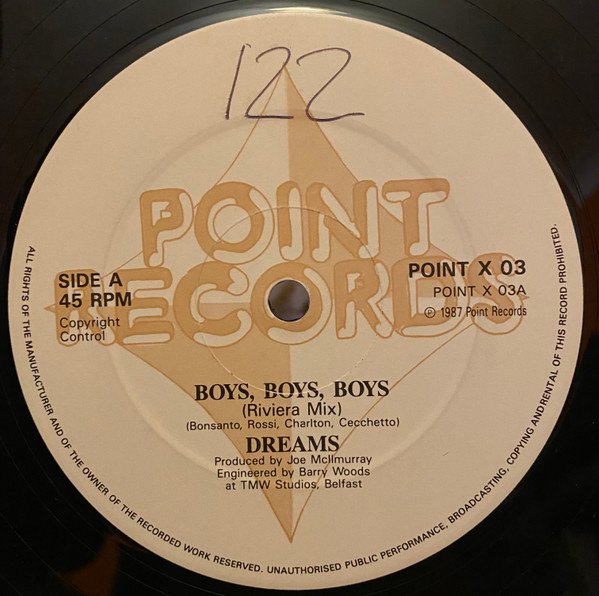 122
POINT
RECORDS
SIDE A
45 RPM
Copyright
Control
POINT X 03
POINT X 03A
℗ 1987 Point Records
BOYS, BOYS, BOYS
(Riviera Mix)
(Bonsanto, Rossi, Charlton, Cecchetto)
DREAMS
Produced by Joe McIlmurray
Engineered by Barry Woods
at TMW Studios, Belfast
ALL RIGHTS OF THE MANUFACTURER AND OF THE OWNER OF THE RECORDED WORK RESERVED. UNAUTHORISED PUBLIC PERFORMANCE, BROADCASTING, COPYING AND RENTAL OF THIS RECORD PROHIBITED.